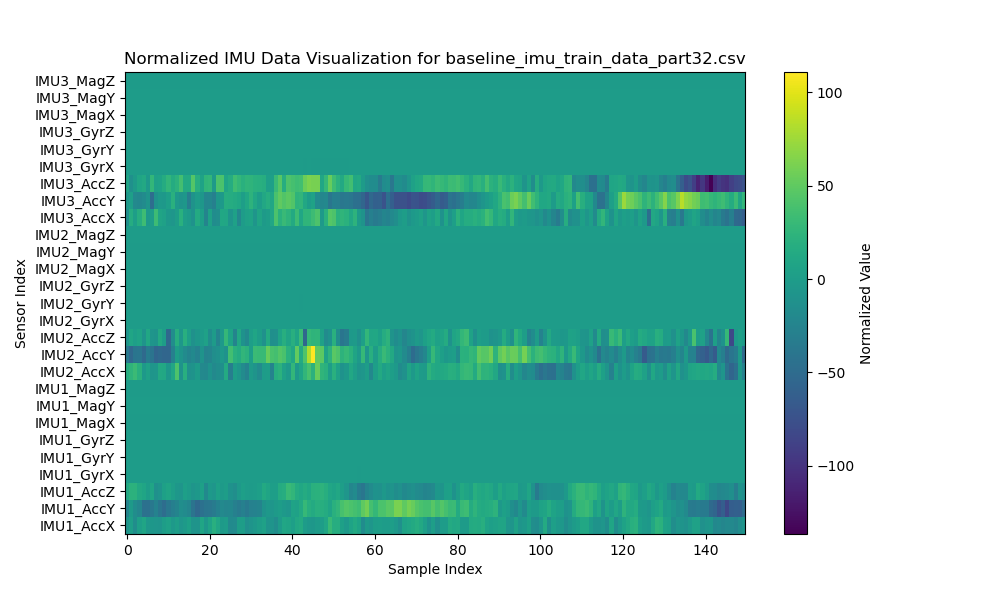 Normalized IMU Data Visualization for baseline_imu_train_data_part32.csv
IMU3_MagZ
IMU3_MagY
IMU3_MagX
IMU3_GyrZ
IMU3_GyrY
IMU3_GyrX
IMU3_AccZ
IMU3_AccY
IMU3_AccX
IMU2_MagZ
IMU2_MagY
IMU2_MagX
IMU2_GyrZ
IMU2_GyrY
IMU2_GyrX
IMU2_AccZ
IMU2_AccY
IMU2_AccX
IMU1_MagZ
IMU1_MagY
IMU1_MagX
IMU1_GyrZ
IMU1_GyrY
IMU1_GyrX
IMU1_AccZ
IMU1_AccY
IMU1_AccX
Sensor Index
0 20 40 60 80 100 120 140
Sample Index
100
50
0
−50
−100
Normalized Value